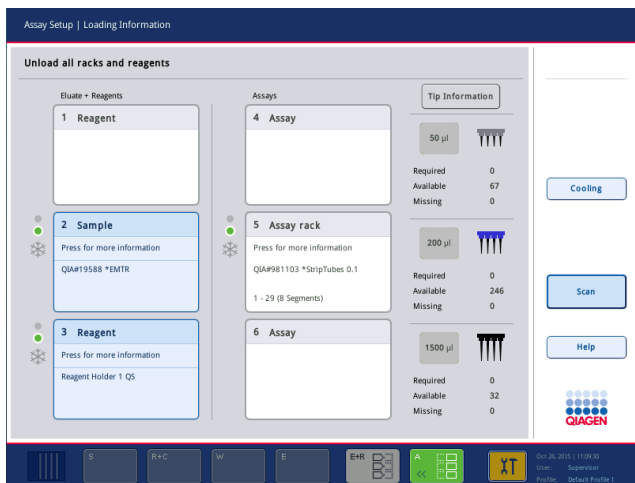 Assay Setup | Loading Information
Unload all racks and reagents
Eluate + Reagents
Assays
Tip Information
1 Reagent
4 Assay
50 µl
Required 0
Available 67
Missing 0
Cooling
2 Sample
Press for more information
QIA#19588 *EMTR
5 Assay rack
Press for more information
QIA#981103 *StripTubes 0.1
1 - 29 (8 Segments)
200 µl
Required 0
Available 246
Missing 0
Scan
3 Reagent
Press for more information
Reagent Holder 1 QS
6 Assay
1500 µl
Required 0
Available 32
Missing 0
Help
QIAGEN
S
R+C
W
E
E+R
A
Oct 26, 2015 | 11:09:30
User: Supervisor
Profile: Default Profile 1